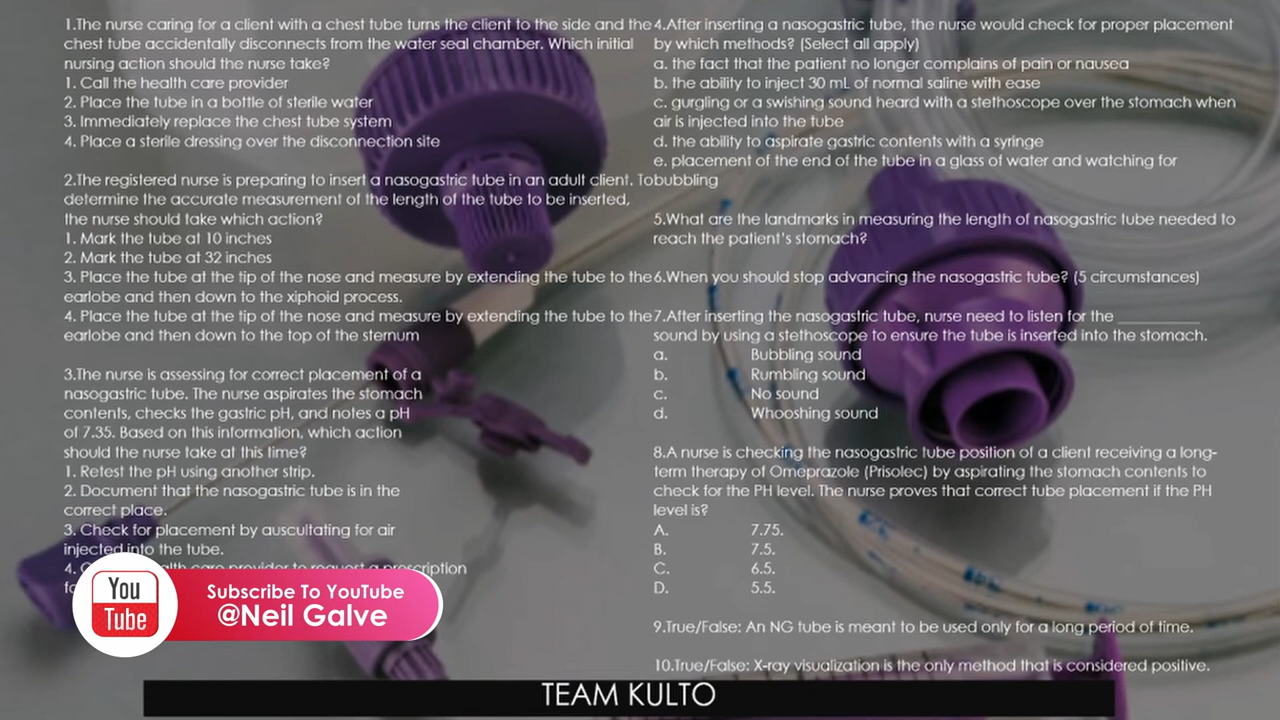 1.The nurse caring for a client with a chest tube turns the client to the side and the
chest tube accidentally disconnects from the water seal chamber. Which initial
nursing action should the nurse take?
1. Call the health care provider
2. Place the tube in a bottle of sterile water
3. Immediately replace the chest tube system
4. Place a sterile dressing over the disconnection site
2.The registered nurse is preparing to insert a nasogastric tube in an adult client. To
determine the accurate measurement of the length of the tube to be inserted,
the nurse should take which action?
1. Mark the tube at 10 inches
2. Mark the tube at 32 inches
3. Place the tube at the tip of the nose and measure by extending the tube to the
earlobe and then down to the xiphoid process.
4. Place the tube at the tip of the nose and measure by extending the tube to the
earlobe and then down to the top of the sternum
3.The nurse is assessing for correct placement of a
nasogastric tube. The nurse aspirates the stomach
contents, checks the gastric pH, and notes a pH
of 7.35. Based on this information, which action
should the nurse take at this time?
1. Retest the pH using another strip.
2. Document that the nasogastric tube is in the
correct place.
3. Check for placement by auscultating for air
injected into the tube.
4. care provider to request a prescription
4.After inserting a nasogastric tube, the nurse would check for proper placement
by which methods? (Select all apply)
a. the fact that the patient no longer complains of pain or nausea
b. the ability to inject 30 mL of normal saline with ease
c. gurgling or a swishing sound heard with a stethoscope over the stomach when
air is injected into the tube
d. the ability to aspirate gastric contents with a syringe
e. placement of the end of the tube in a glass of water and watching for
bubbling
5.What are the landmarks in measuring the length of nasogastric tube needed to
reach the patient's stomach?
6.When you should stop advancing the nasogastric tube? (5 circumstances)
7.After inserting the nasogastric tube, nurse need to listen for the __________
sound by using a stethoscope to ensure the tube is inserted into the stomach.
a. Bubbling sound
b. Rumbling sound
c. No sound
d. Whooshing sound
8.A nurse is checking the nasogastric tube position of a client receiving a long-
term therapy of Omeprazole (Prisolec) by aspirating the stomach contents to
check for the PH level. The nurse proves that correct tube placement if the PH
level is?
A. 7.75.
B. 7.5.
C. 6.5.
D. 5.5.
9.True/False: An NG tube is meant to be used only for a long period of time.
10.True/False: X-ray visualization is the only method that is considered positive.
You
Tube
Subscribe To YouTube
@Neil Galve
TEAM KULTO